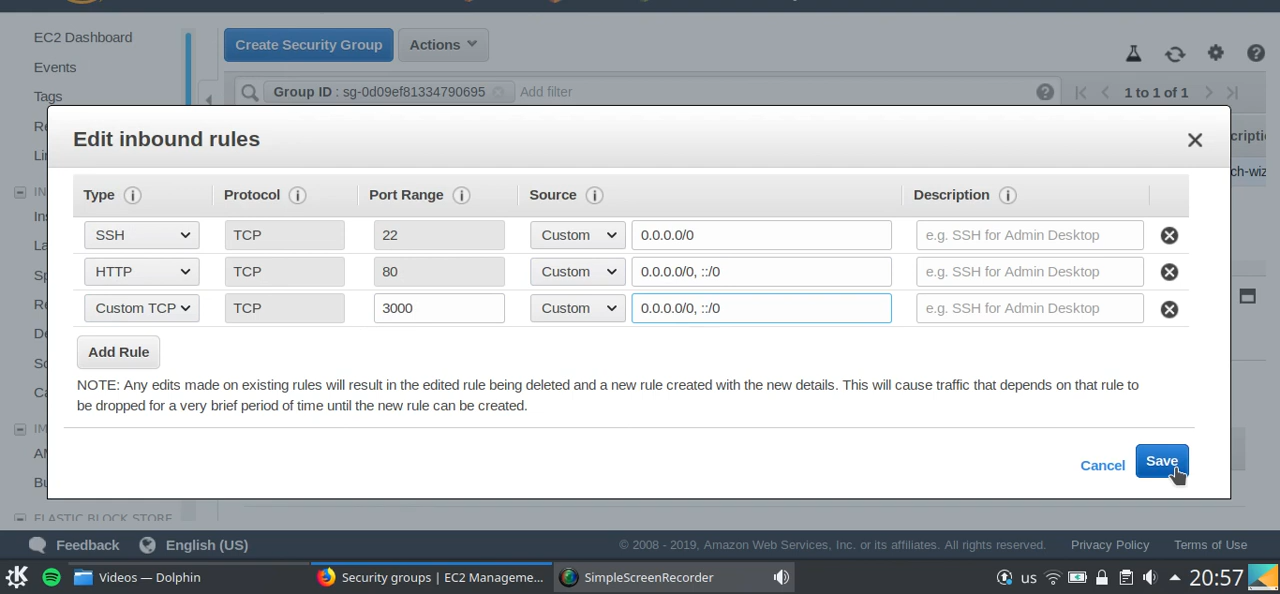 EC2 Dashboard
Create Security Group
Actions
Events
Group ID : sg-0d09ef81334790695
Add filter
1 to 1 of 1
Tags
Edit inbound rules
Type
Protocol
Port Range
Source
Description
SSH
TCP
22
Custom
0.0.0.0/0
e.g. SSH for Admin Desktop
HTTP
TCP
80
Custom
0.0.0.0/0, ::/0
e.g. SSH for Admin Desktop
Custom TCP
TCP
3000
Custom
0.0.0.0/0, ::/0
e.g. SSH for Admin Desktop
Add Rule
NOTE: Any edits made on existing rules will result in the edited rule being deleted and a new rule created with the new details. This will cause traffic that depends on that rule to
be dropped for a very brief period of time until the new rule can be created.
Cancel
Save
ELASTIC BLOCK STORE
Feedback
English (US)
© 2008 - 2019, Amazon Web Services, Inc. or its affiliates. All rights reserved.
Privacy Policy
Terms of Use
Videos — Dolphin
Security groups | EC2 Manageme...
SimpleScreenRecorder
us
20:57